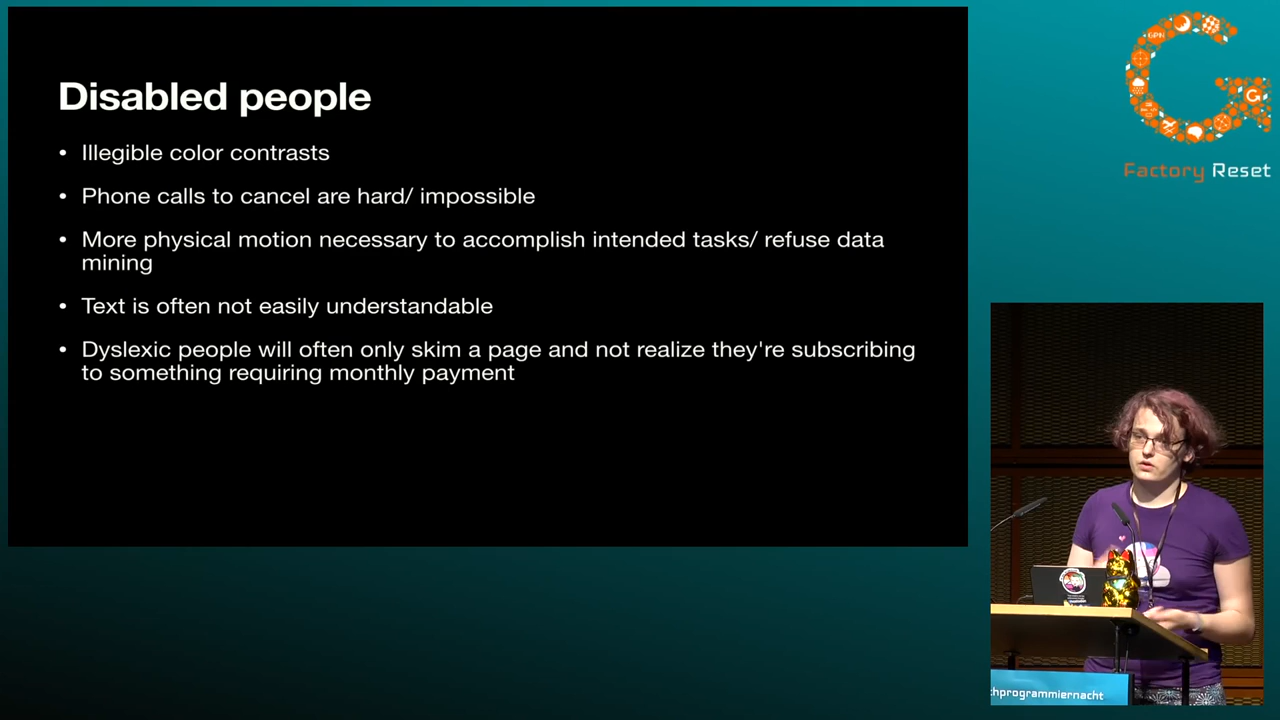 Disabled people
• Illegible color contrasts
• Phone calls to cancel are hard/ impossible
• More physical motion necessary to accomplish intended tasks/ refuse data
mining
• Text is often not easily understandable
• Dyslexic people will often only skim a page and not realize they're subscribing
to something requiring monthly payment
GPN
G
Factory Reset
thprogrammiernacht